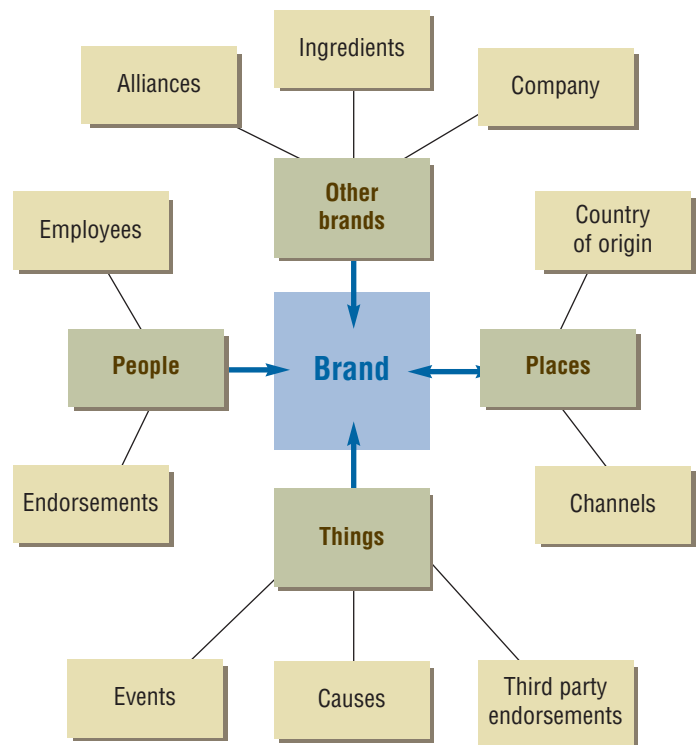 Ingredients
Alliances
Company
Other
brands
Employees
Country
of origin
People
Brand
Places
Endorsements
Channels
Things
Events
Causes
Third party
endorsements